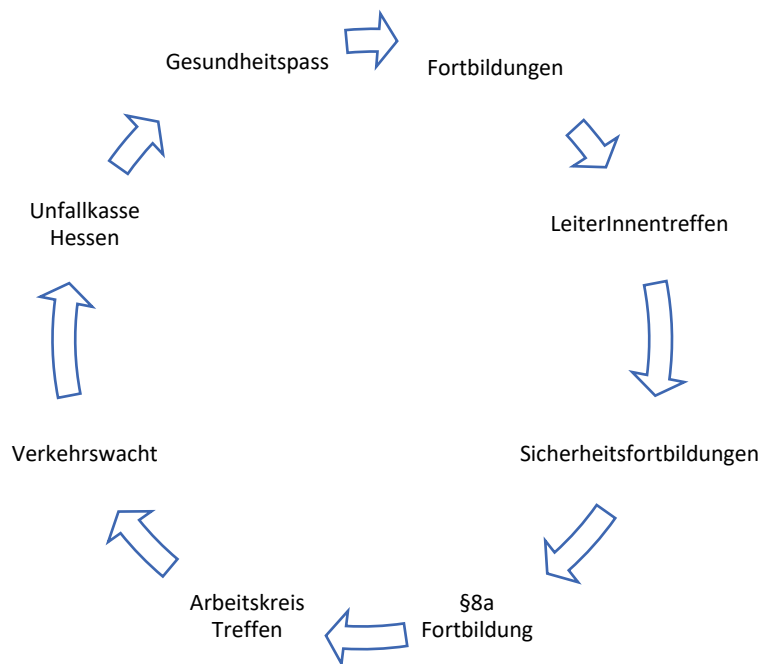 Gesundheitspass
Fortbildungen
LeiterInnentreffen
Sicherheitsfortbildungen
§8a
Fortbildung
Arbeitskreis
Treffen
Verkehrswacht
Unfallkasse
Hessen